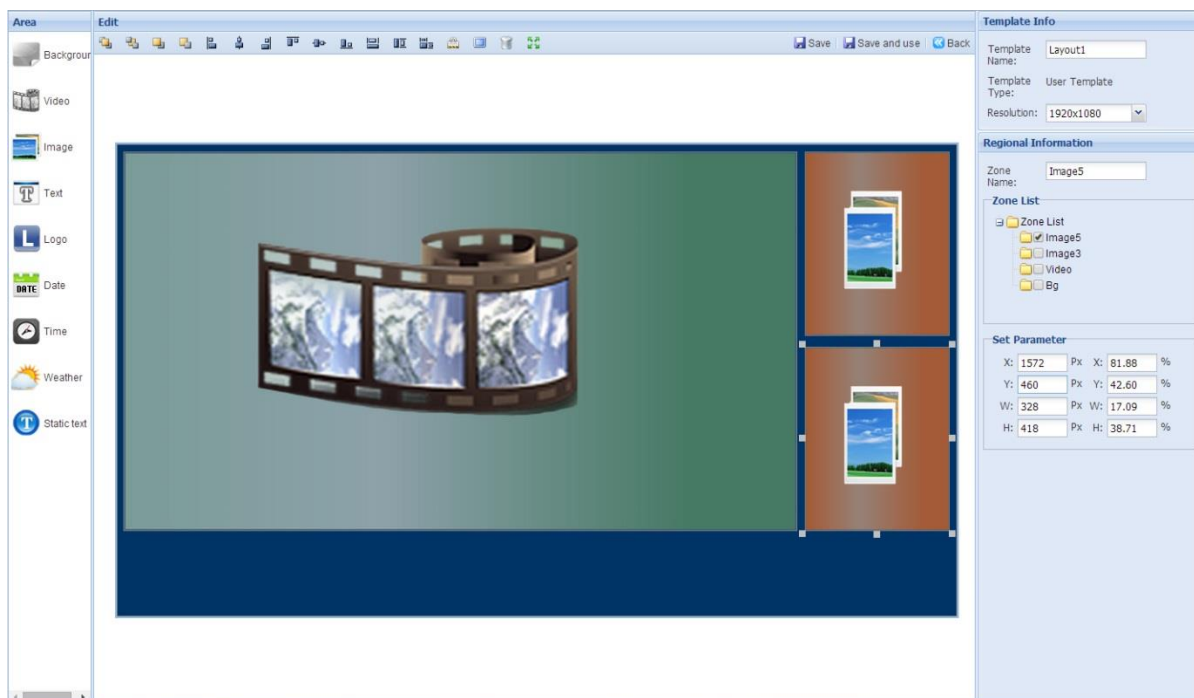 Area
Backgroun
Video
Image
T Text
L Logo
DATE Date
Time
Weather
T Static text
Edit
Save Save and use Back
Template Info
Template Name: Layout1
Template Type: User Template
Resolution: 1920x1080
Regional Information
Zone Name: Image5
Zone List
Zone List
Image5
Image3
Video
Bg
Set Parameter
X: 1572 Px X: 81.88 %
Y: 460 Px Y: 42.60 %
W: 328 Px W: 17.09 %
H: 418 Px H: 38.71 %